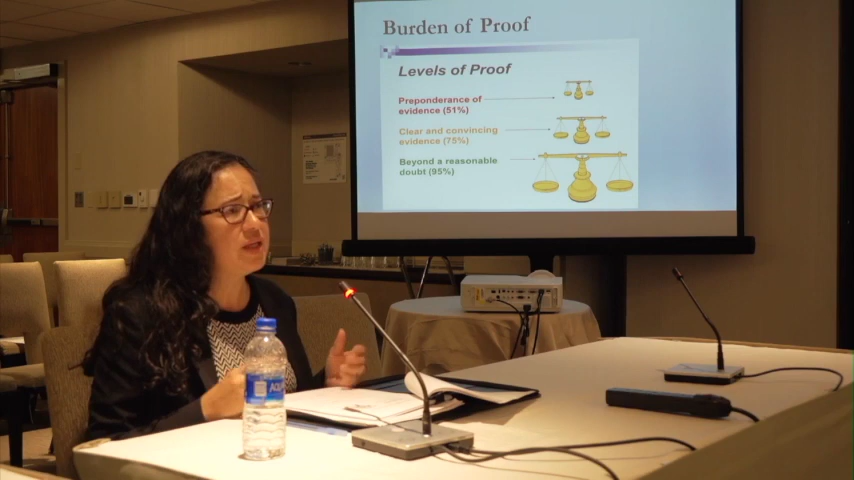 Burden of Proof
Levels of Proof
Preponderance of
evidence (51%)
Clear and convincing
evidence (75%)
Beyond a reasonable
doubt (95%)